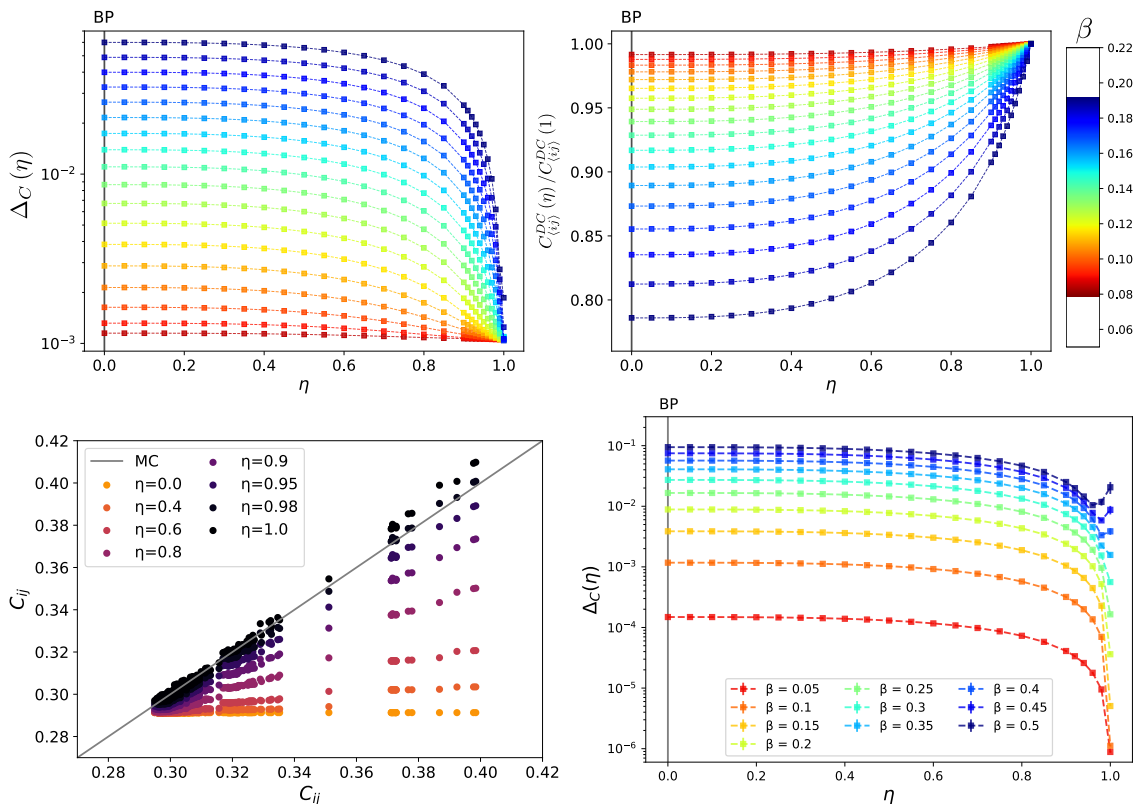 BP
Δ_C (η)
10⁻²
10⁻³
0.0 0.2 0.4 0.6 0.8 1.0
η
BP
C^{DC}_{⟨ij⟩} (η) / C^{DC}_{⟨ij⟩} (1)
1.00
0.95
0.90
0.85
0.80
0.0 0.2 0.4 0.6 0.8 1.0
η
β
0.22
0.20
0.18
0.16
0.14
0.12
0.10
0.08
0.06
C_{ij}
0.42
0.40
0.38
0.36
0.34
0.32
0.30
0.28
MC
η=0.0
η=0.4
η=0.6
η=0.8
η=0.9
η=0.95
η=0.98
η=1.0
0.28 0.30 0.32 0.34 0.36 0.38 0.40 0.42
C_{ij}
BP
Δ_C(η)
10⁻¹
10⁻²
10⁻³
10⁻⁴
10⁻⁵
10⁻⁶
β = 0.05
β = 0.1
β = 0.15
β = 0.2
β = 0.25
β = 0.3
β = 0.35
β = 0.4
β = 0.45
β = 0.5
0.0 0.2 0.4 0.6 0.8 1.0
η